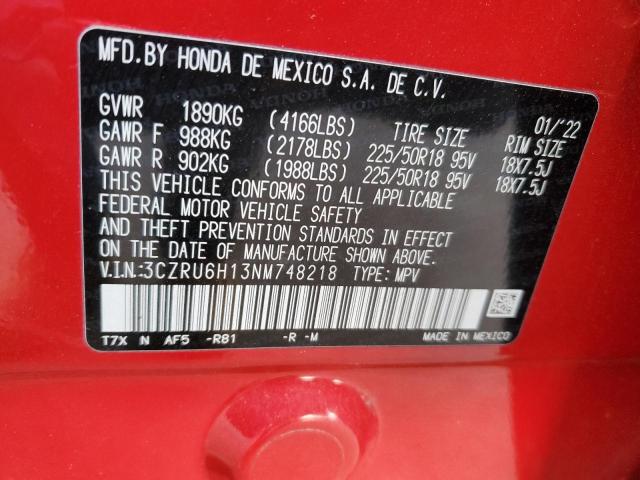 MFD.BY HONDA DE MEXICO S.A. DE C.V.
01/'22
GVWR 1890KG (4166LBS) TIRE SIZE RIM SIZE
GAWR F 988KG (2178LBS) 225/50R18 95V 18X7.5J
GAWR R 902KG (1988LBS) 225/50R18 95V 18X7.5J
THIS VEHICLE CONFORMS TO ALL APPLICABLE
FEDERAL MOTOR VEHICLE SAFETY
AND THEFT PREVENTION STANDARDS IN EFFECT
ON THE DATE OF MANUFACTURE SHOWN ABOVE.
V.I.N.:3CZRU6H13NM748218 TYPE: MPV
T7X N AF5 -R81 -R -M MADE IN MEXICO